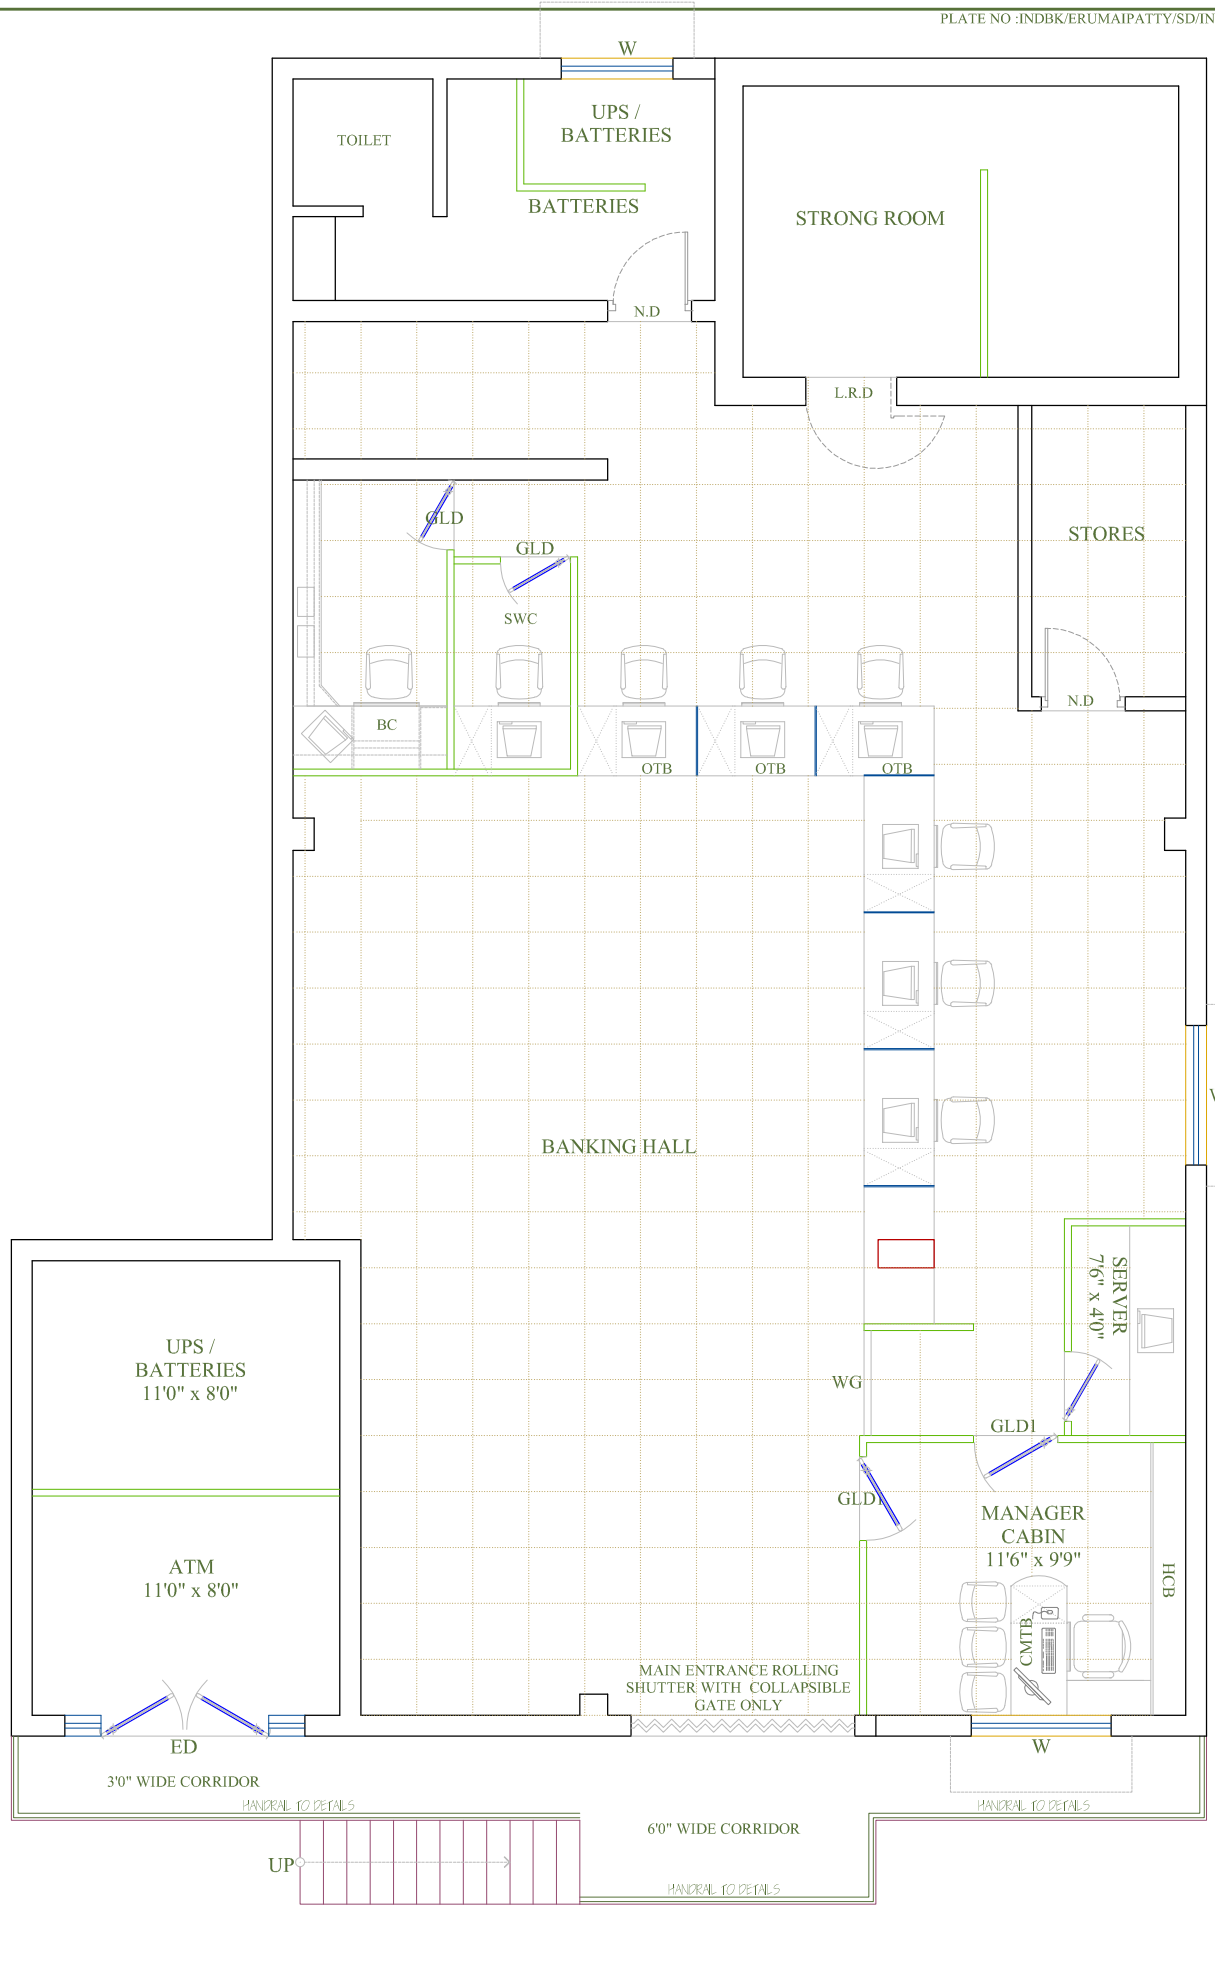 PLATE NO :INDBK/ERUMAIPATTY/SD/IN
W
UPS /
BATTERIES
TOILET
BATTERIES
STRONG ROOM
N.D
L.R.D
GLD
STORES
GLD
SWC
N.D
BC
OTB
OTB
OTB
W
BANKING HALL
SERVER
7'6" x 4'0"
UPS /
BATTERIES
11'0" x 8'0"
WG
GLD1
GLD1
MANAGER
CABIN
11'6" x 9'9"
ATM
11'0" x 8'0"
HCB
CMTB
MAIN ENTRANCE ROLLING
SHUTTER WITH COLLAPSIBLE
GATE ONLY
ED
W
3'0" WIDE CORRIDOR
HANDRAIL TO DETAILS
HANDRAIL TO DETAILS
6'0" WIDE CORRIDOR
UP
HANDRAIL TO DETAILS